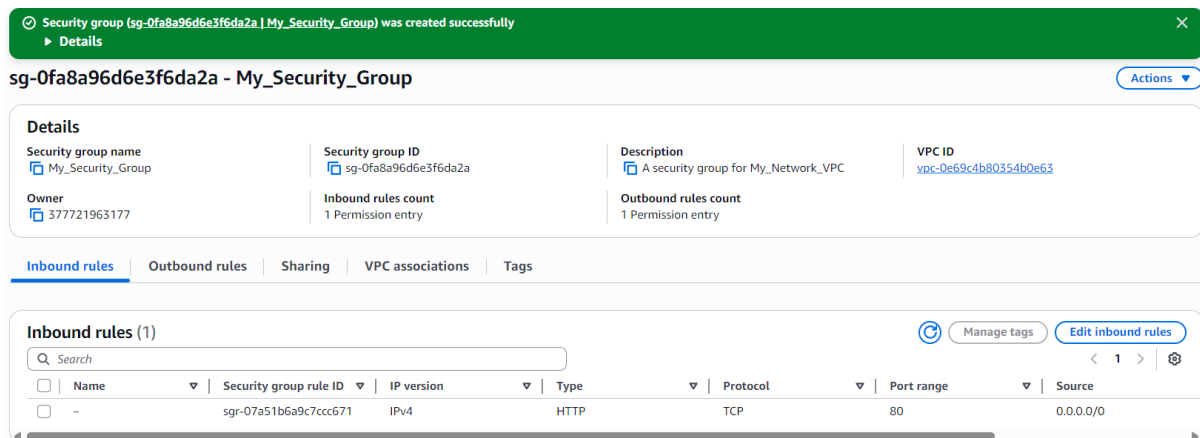 Security group (sg-0fa8a96d6e3f6da2a | My_Security_Group) was created successfully
Details
sg-0fa8a96d6e3f6da2a - My_Security_Group
Actions
Details
Security group name
My_Security_Group
Security group ID
sg-0fa8a96d6e3f6da2a
Description
A security group for My_Network_VPC
VPC ID
vpc-0e69c4b80354b0e63
Owner
377721963177
Inbound rules count
1 Permission entry
Outbound rules count
1 Permission entry
Inbound rules Outbound rules Sharing VPC associations Tags
Inbound rules (1)
Manage tags Edit inbound rules
Search
1
Name Security group rule ID IP version Type Protocol Port range Source
– sgr-07a51b6a9c7ccc671 IPv4 HTTP TCP 80 0.0.0.0/0